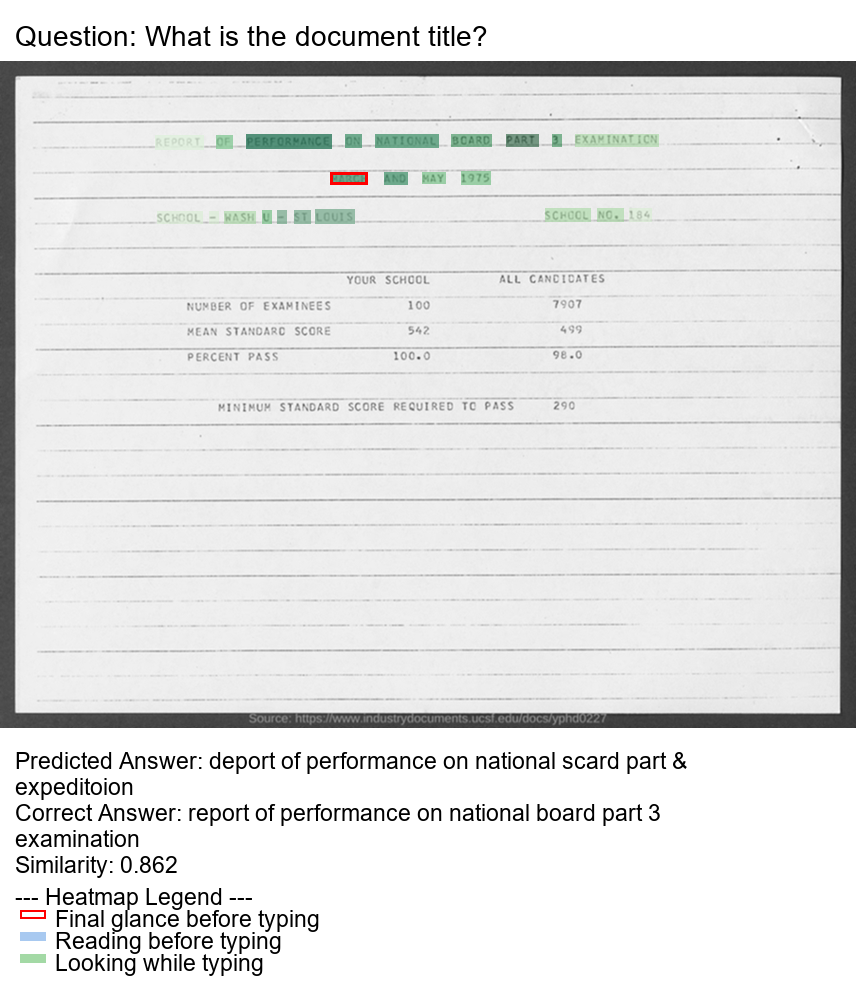 Question: What is the document title?
REPORT OF PERFORMANCE ON NATIONAL BOARD PART 3 EXAMINATION
AND MAY 1975
SCHOOL - WASH U - ST LOUIS SCHOOL NO. 184
YOUR SCHOOL ALL CANDIDATES
NUMBER OF EXAMINEES 100 7907
MEAN STANDARD SCORE 542 499
PERCENT PASS 100.0 98.0
MINIMUM STANDARD SCORE REQUIRED TO PASS 290
Source: https://www.industrydocuments.ucsf.edu/docs/yphd0227
Predicted Answer: deport of performance on national scard part &
expeditoion
Correct Answer: report of performance on national board part 3
examination
Similarity: 0.862
--- Heatmap Legend ---
Final glance before typing
Reading before typing
Looking while typing